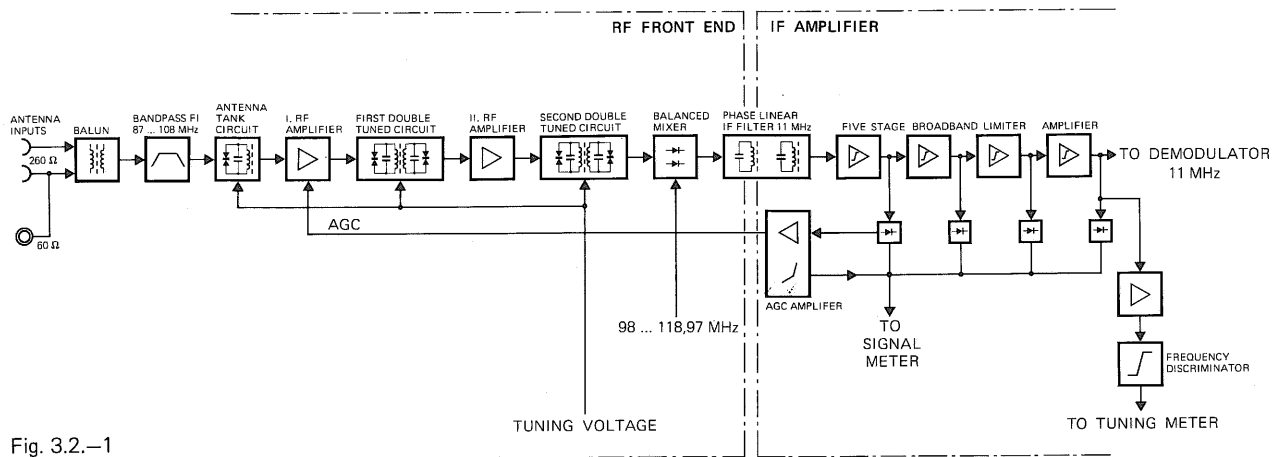 RF FRONT END
IF AMPLIFIER
ANTENNA
INPUTS
260 Ω
60 Ω
BALUN
BANDPASS FI
87 ... 108 MHz
ANTENNA
TANK
CIRCUIT
I. RF
AMPLIFIER
FIRST DOUBLE
TUNED CIRCUIT
II. RF
AMPLIFIER
SECOND DOUBLE
TUNED CIRCUIT
BALANCED
MIXER
PHASE LINEAR
IF FILTER 11 MHz
FIVE STAGE
BROADBAND LIMITER
AMPLIFIER
TO DEMODULATOR
11 MHz
AGC
AGC AMPLIFER
98 ... 118,97 MHz
TO
SIGNAL
METER
FREQUENCY
DISCRIMINATOR
TUNING VOLTAGE
TO TUNING METER
Fig. 3.2.—1